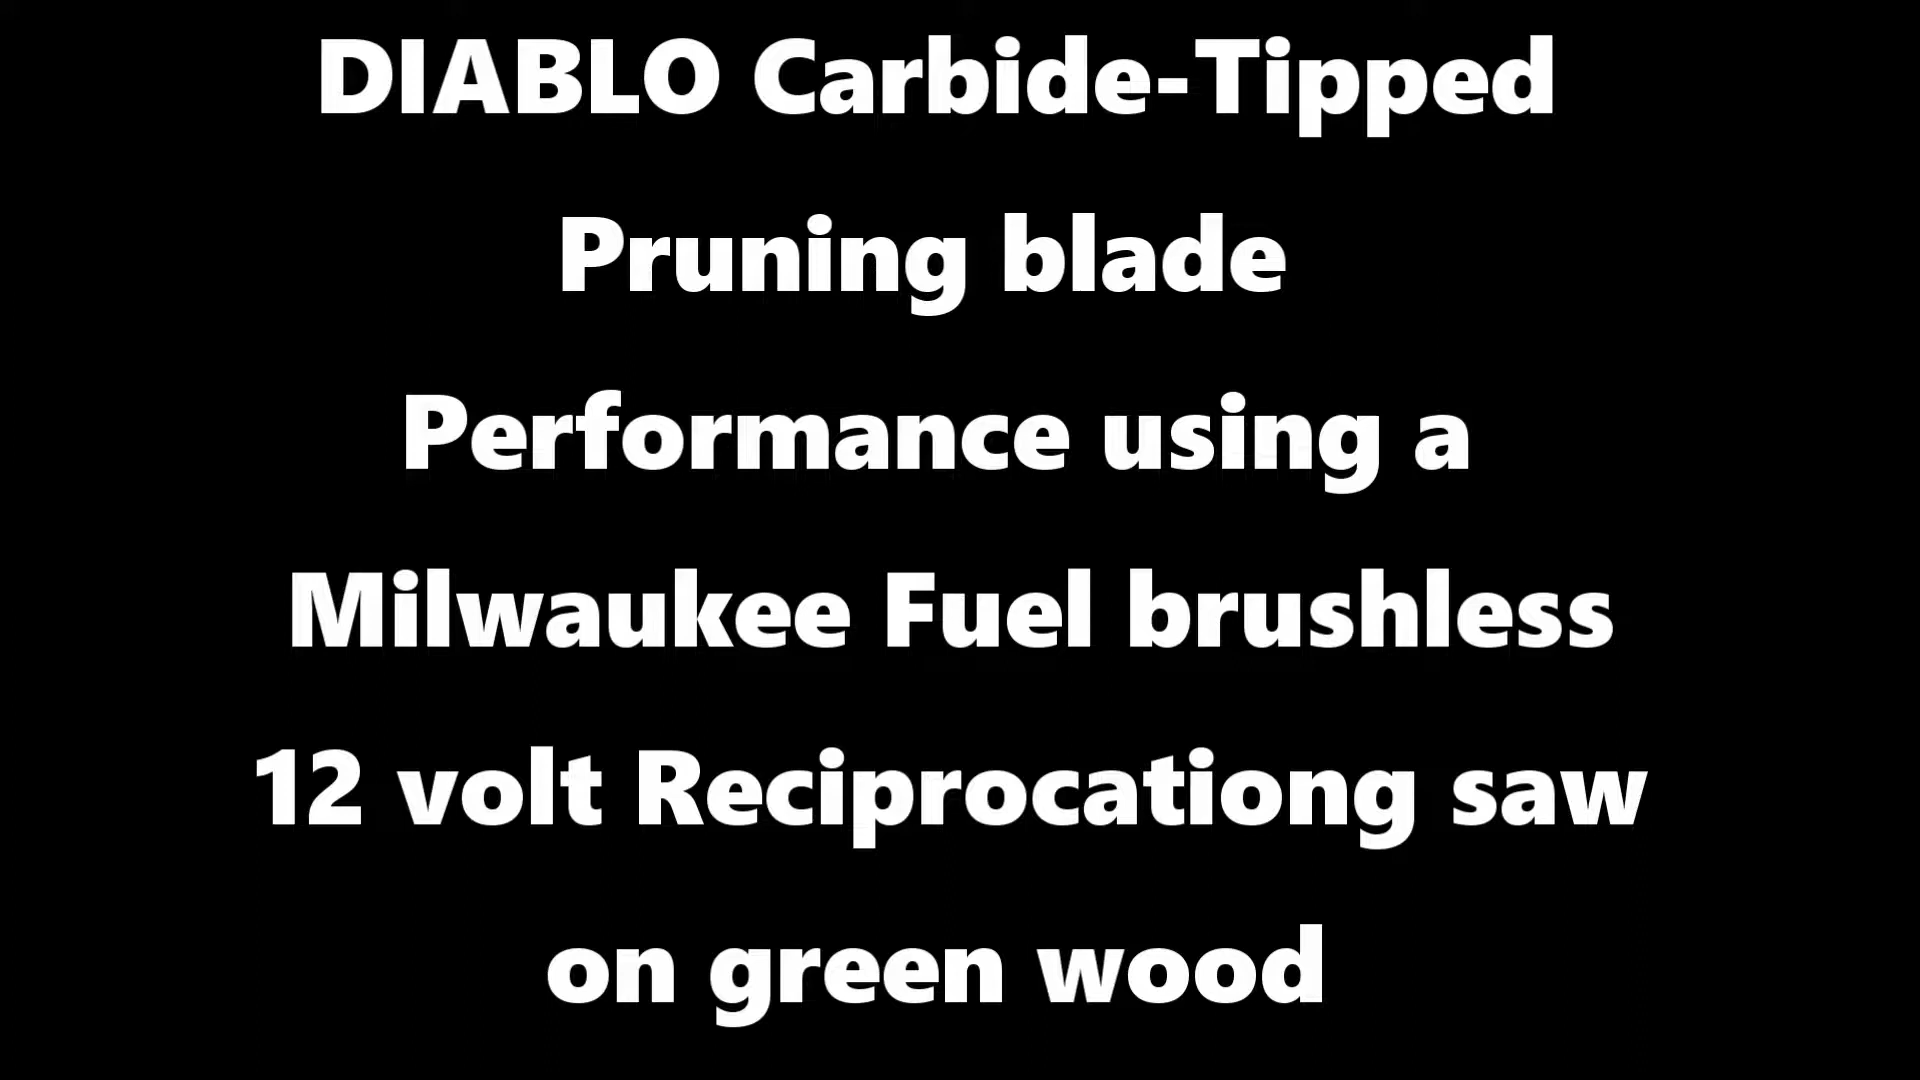 DIABLO Carbide-Tipped
Pruning blade
Performance using a
Milwaukee Fuel brushless
12 volt Reciprocationg saw
on green wood